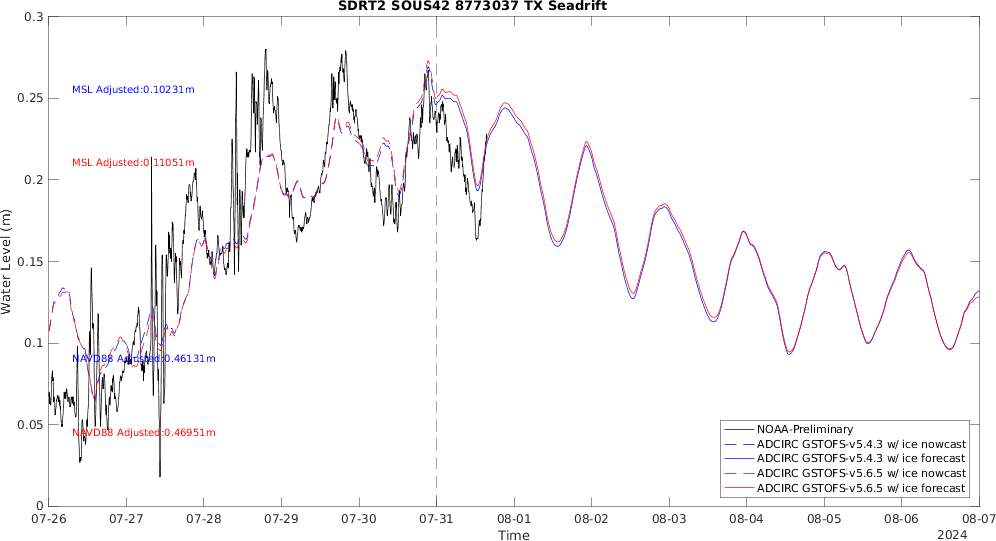 SDRT2 SOUS42 8773037 TX Seadrift
0.3
0.25
0.2
0.15
0.1
0.05
0
Water Level (m)
MSL Adjusted:0.10231m
MSL Adjusted:0.11051m
NAVD88 Adjusted:0.46131m
NAVD88 Adjusted:0.46951m
NOAA-Preliminary
ADCIRC GSTOFS-v5.4.3 w/ ice nowcast
ADCIRC GSTOFS-v5.4.3 w/ ice forecast
ADCIRC GSTOFS-v5.6.5 w/ ice nowcast
ADCIRC GSTOFS-v5.6.5 w/ ice forecast
07-26 07-27 07-28 07-29 07-30 07-31 08-01 08-02 08-03 08-04 08-05 08-06 08-07
Time
2024